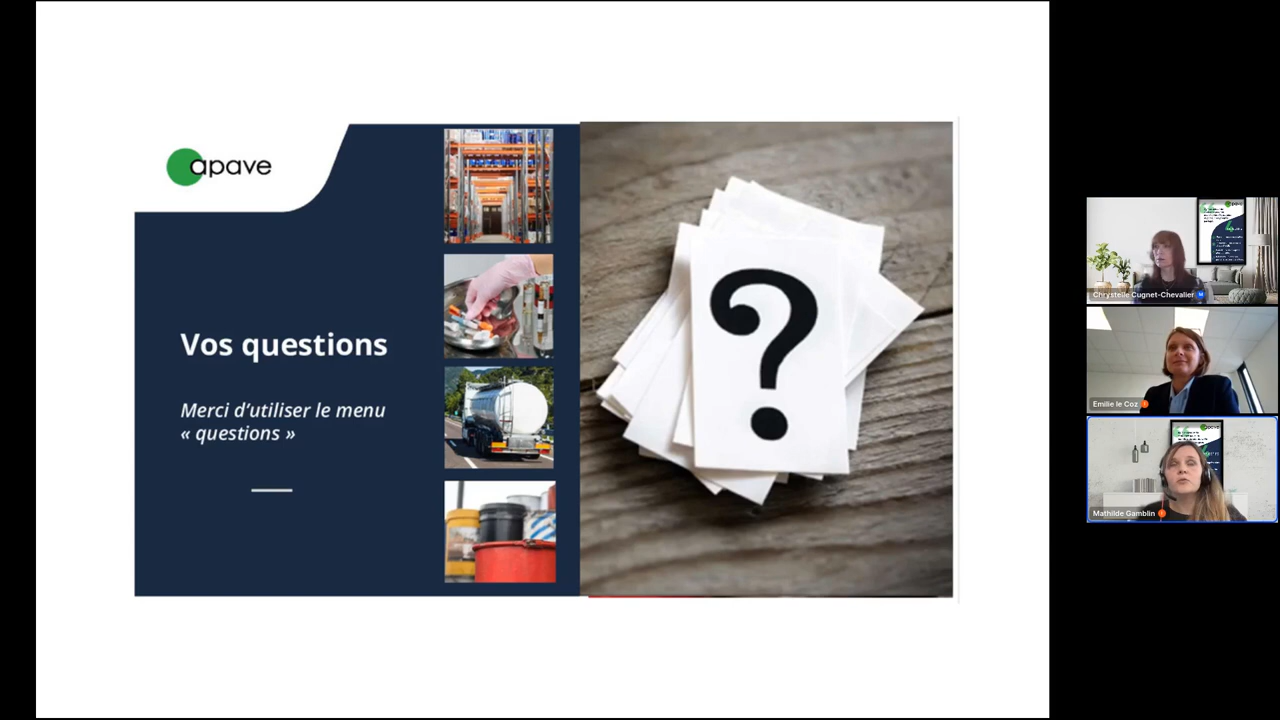 apave
Vos questions
Merci d’utiliser le menu
« questions »
?
Chrystelle Cugnet-Chevalier
Emilie le Coz
Mathilde Gamblin